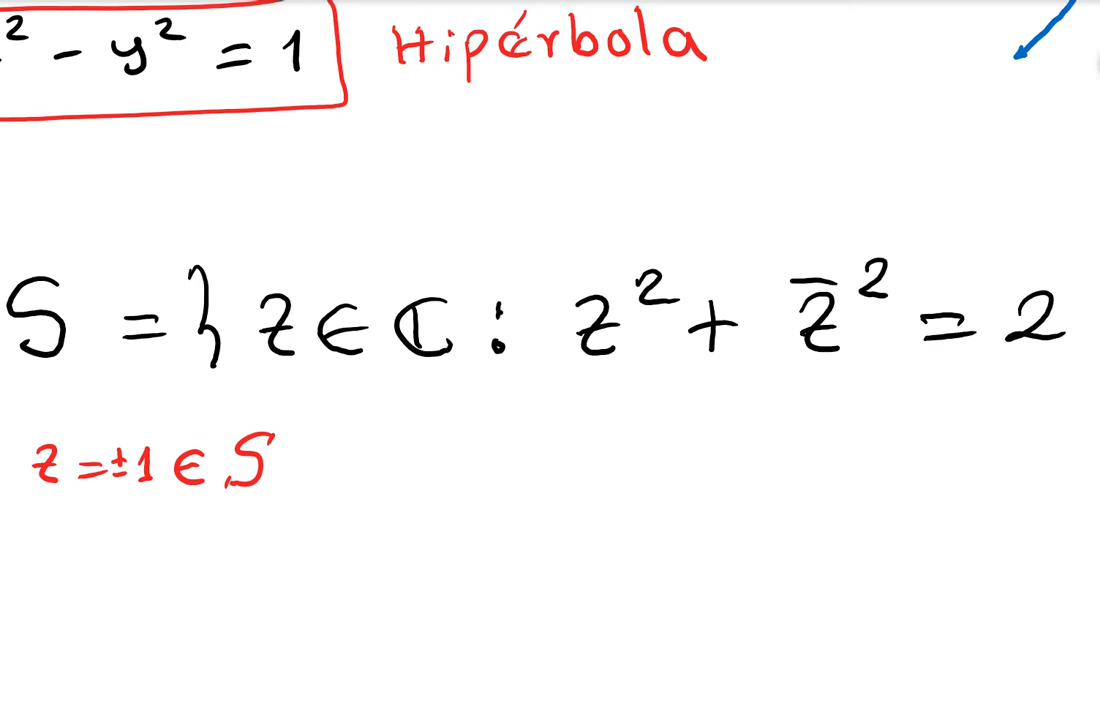 ² - y² = 1 Hipérbola
S = { z ∈ ℂ : z² + z̅² = 2
z = ±1 ∈ S